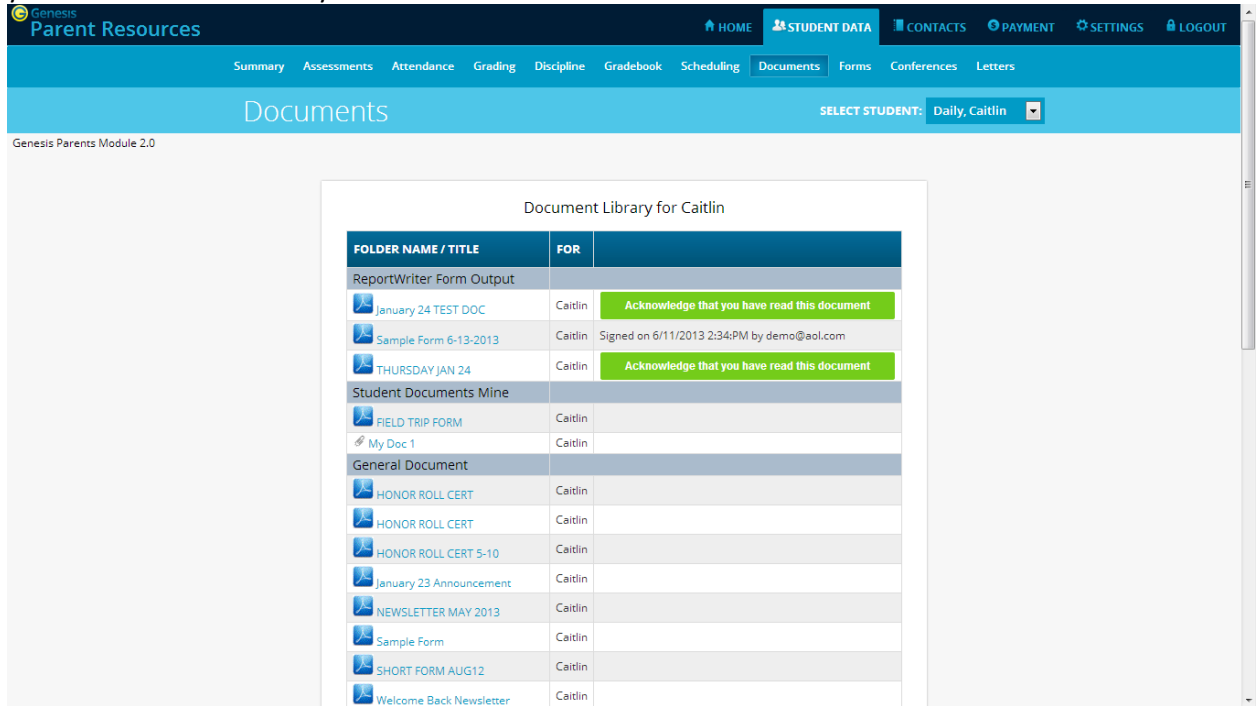 Genesis
Parent Resources
HOME STUDENT DATA CONTACTS PAYMENT SETTINGS LOGOUT
Summary Assessments Attendance Grading Discipline Gradebook Scheduling Documents Forms Conferences Letters
Documents SELECT STUDENT: Daily, Caitlin
Genesis Parents Module 2.0
Document Library for Caitlin
FOLDER NAME / TITLE FOR
ReportWriter Form Output
January 24 TEST DOC Caitlin Acknowledge that you have read this document
Sample Form 6-13-2013 Caitlin Signed on 6/11/2013 2:34:PM by demo@aol.com
THURSDAY JAN 24 Caitlin Acknowledge that you have read this document
Student Documents Mine
FIELD TRIP FORM Caitlin
My Doc 1 Caitlin
General Document
HONOR ROLL CERT Caitlin
HONOR ROLL CERT Caitlin
HONOR ROLL CERT 5-10 Caitlin
January 23 Announcement Caitlin
NEWSLETTER MAY 2013 Caitlin
Sample Form Caitlin
SHORT FORM AUG12 Caitlin
Welcome Back Newsletter Caitlin